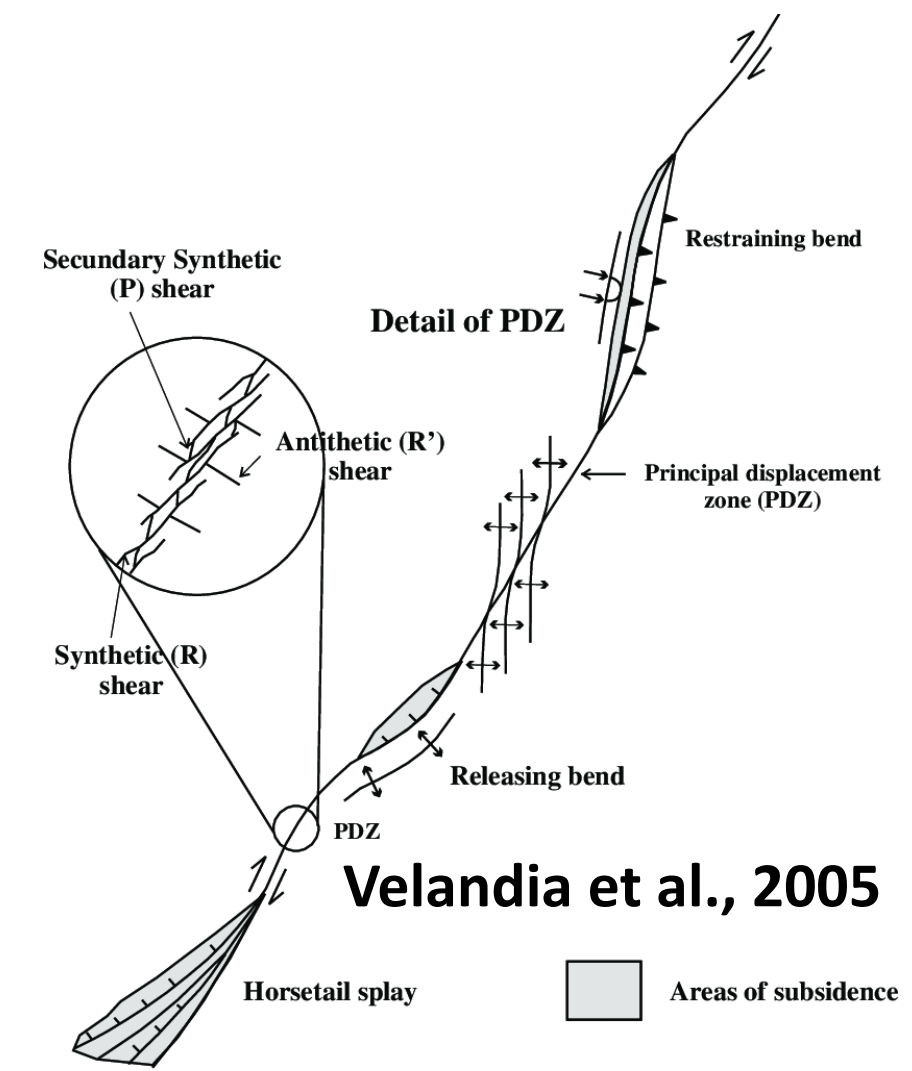 Restraining bend
Secundary Synthetic
(P) shear
Detail of PDZ
Antithetic (R’)
shear
Principal displacement
zone (PDZ)
Synthetic (R)
shear
Releasing bend
PDZ
Velandia et al., 2005
Horsetail splay
Areas of subsidence